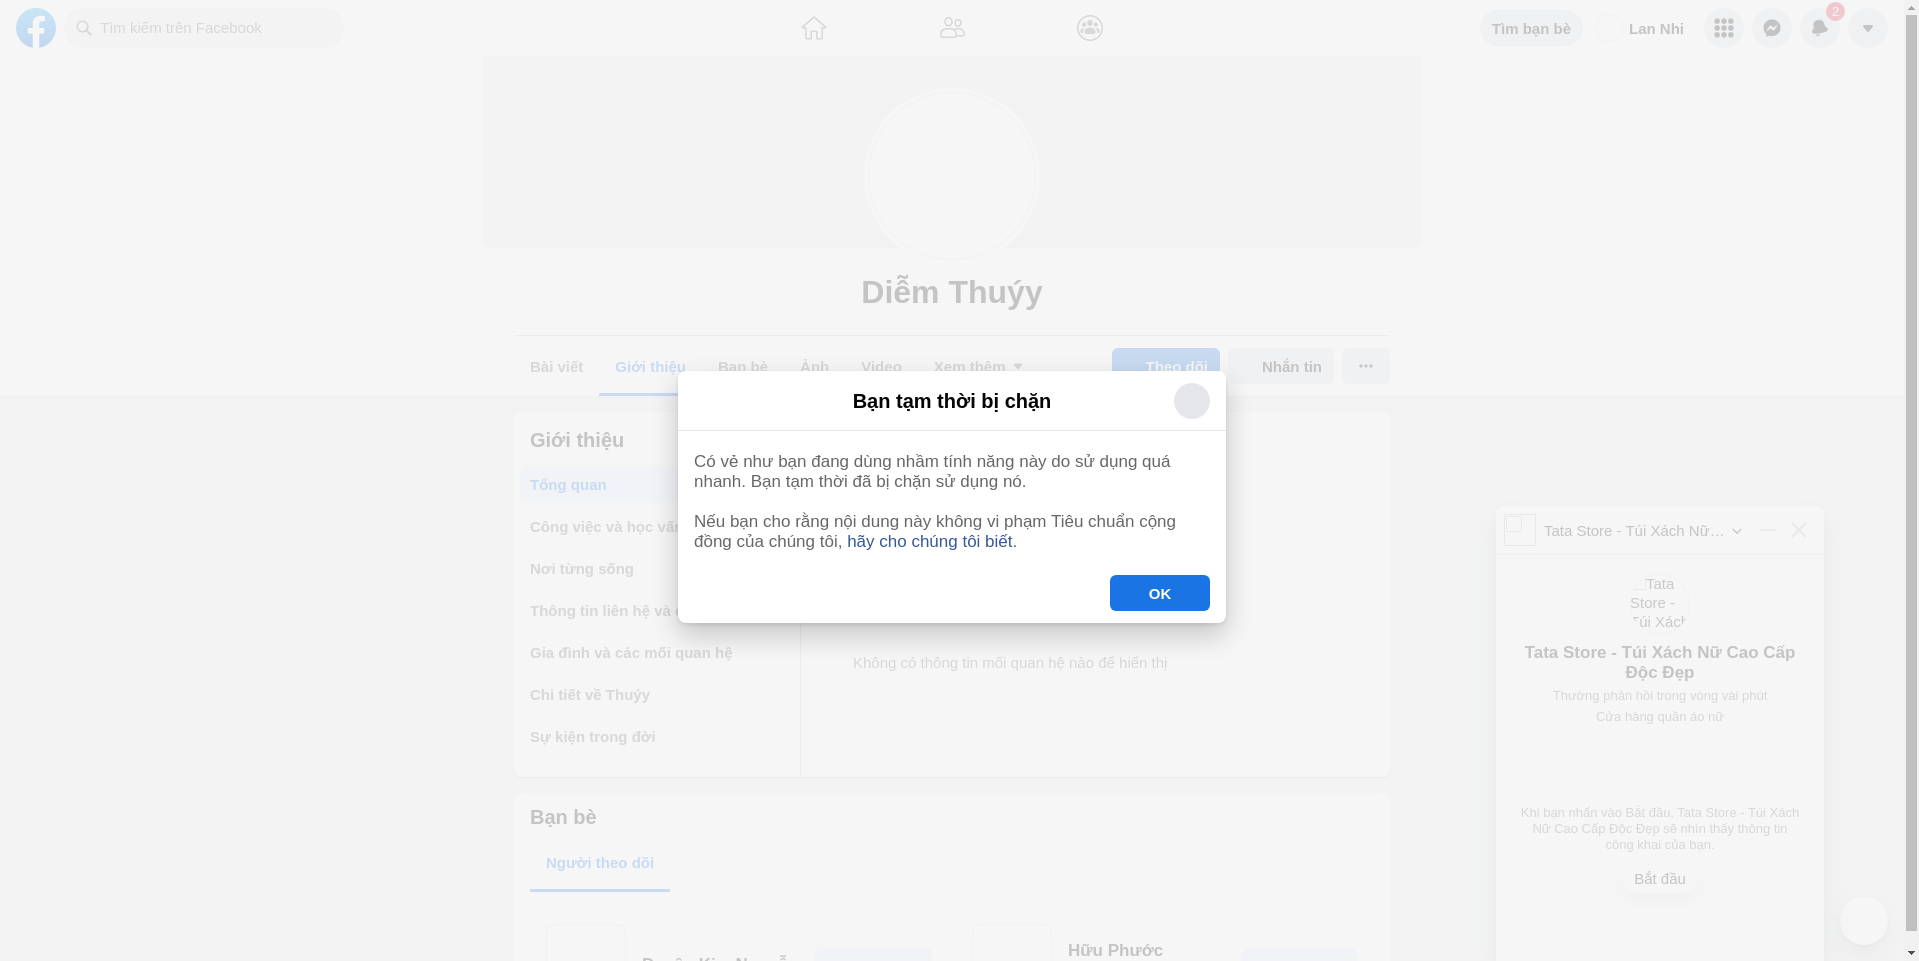 Tìm kiếm trên Facebook
Tìm bạn bè
Lan Nhi
2
Diễm Thuýy
Bài viết
Giới thiệu
Bạn bè
Ảnh
Video
Xem thêm
Theo dõi
Nhắn tin
Bạn tạm thời bị chặn
Có vẻ như bạn đang dùng nhầm tính năng này do sử dụng quá
nhanh. Bạn tạm thời đã bị chặn sử dụng nó.
Nếu bạn cho rằng nội dung này không vi phạm Tiêu chuẩn cộng
đồng của chúng tôi, hãy cho chúng tôi biết.
OK
Giới thiệu
Tổng quan
Công việc và học vấn
Nơi từng sống
Thông tin liên hệ và
Gia đình và các mối quan hệ
Chi tiết về Thuýy
Sự kiện trong đời
Không có thông tin mối quan hệ nào để hiển thị
Bạn bè
Người theo dõi
Hữu Phước
Tata Store - Túi Xách Nữ…
Tata
Store -
Túi Xách
Tata Store - Túi Xách Nữ Cao Cấp
Độc Đẹp
Thường phản hồi trong vòng vài phút
Cửa hàng quần áo nữ
Khi bạn nhấn vào Bắt đầu, Tata Store - Túi Xách
Nữ Cao Cấp Độc Đẹp sẽ nhìn thấy thông tin
công khai của bạn.
Bắt đầu